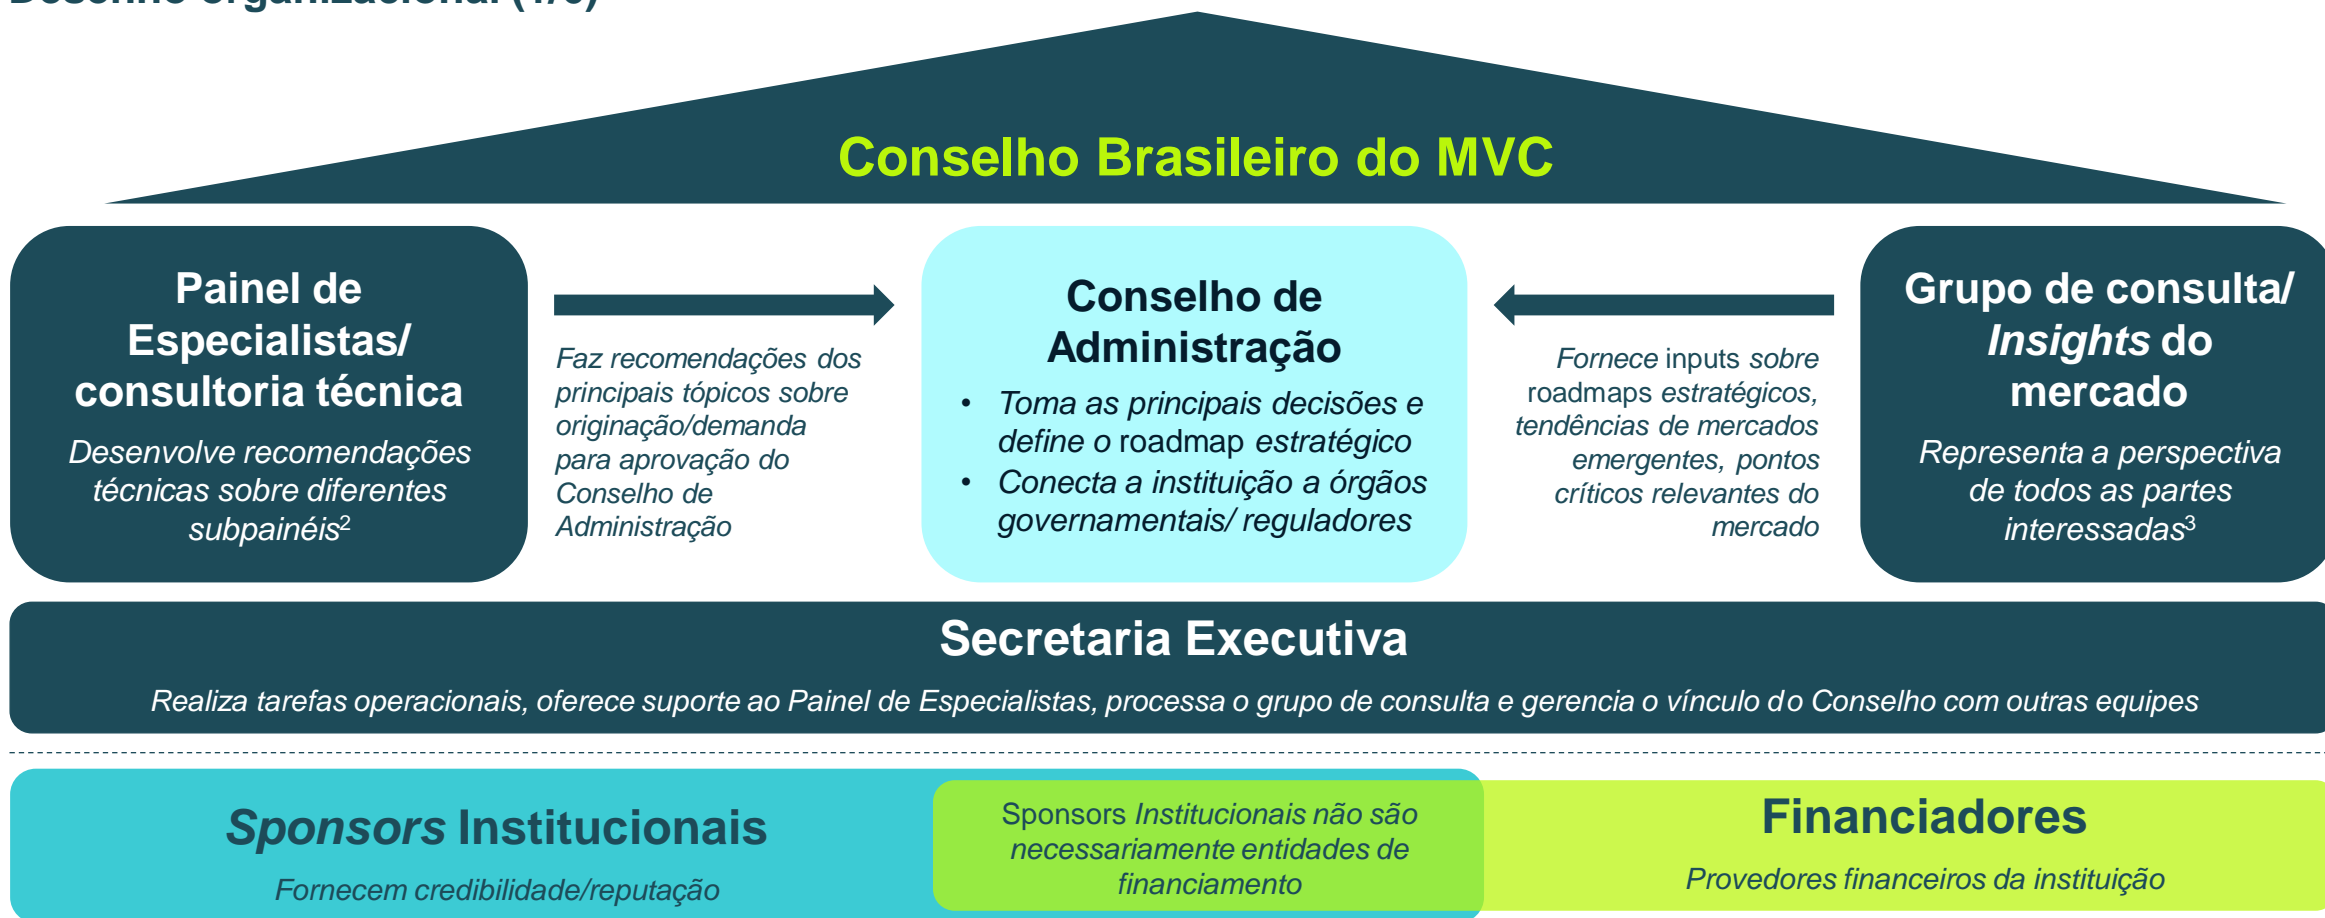 Conselho Brasileiro do MVC
Painel de
Especialistas/
consultoria técnica
Desenvolve recomendações
técnicas sobre diferentes
subpainéis²
Faz recomendações dos
principais tópicos sobre
originação/demanda
para aprovação do
Conselho de
Administração
Conselho de
Administração
• Toma as principais decisões e
define o roadmap estratégico
• Conecta a instituição a órgãos
governamentais/ reguladores
Fornece inputs sobre
roadmaps estratégicos,
tendências de mercados
emergentes, pontos
críticos relevantes do
mercado
Grupo de consulta/
Insights do
mercado
Representa a perspectiva
de todos as partes
interessadas³
Secretaria Executiva
Realiza tarefas operacionais, oferece suporte ao Painel de Especialistas, processa o grupo de consulta e gerencia o vínculo do Conselho com outras equipes
Sponsors Institucionais
Fornecem credibilidade/reputação
Sponsors Institucionais não são
necessariamente entidades de
financiamento
Financiadores
Provedores financeiros da instituição